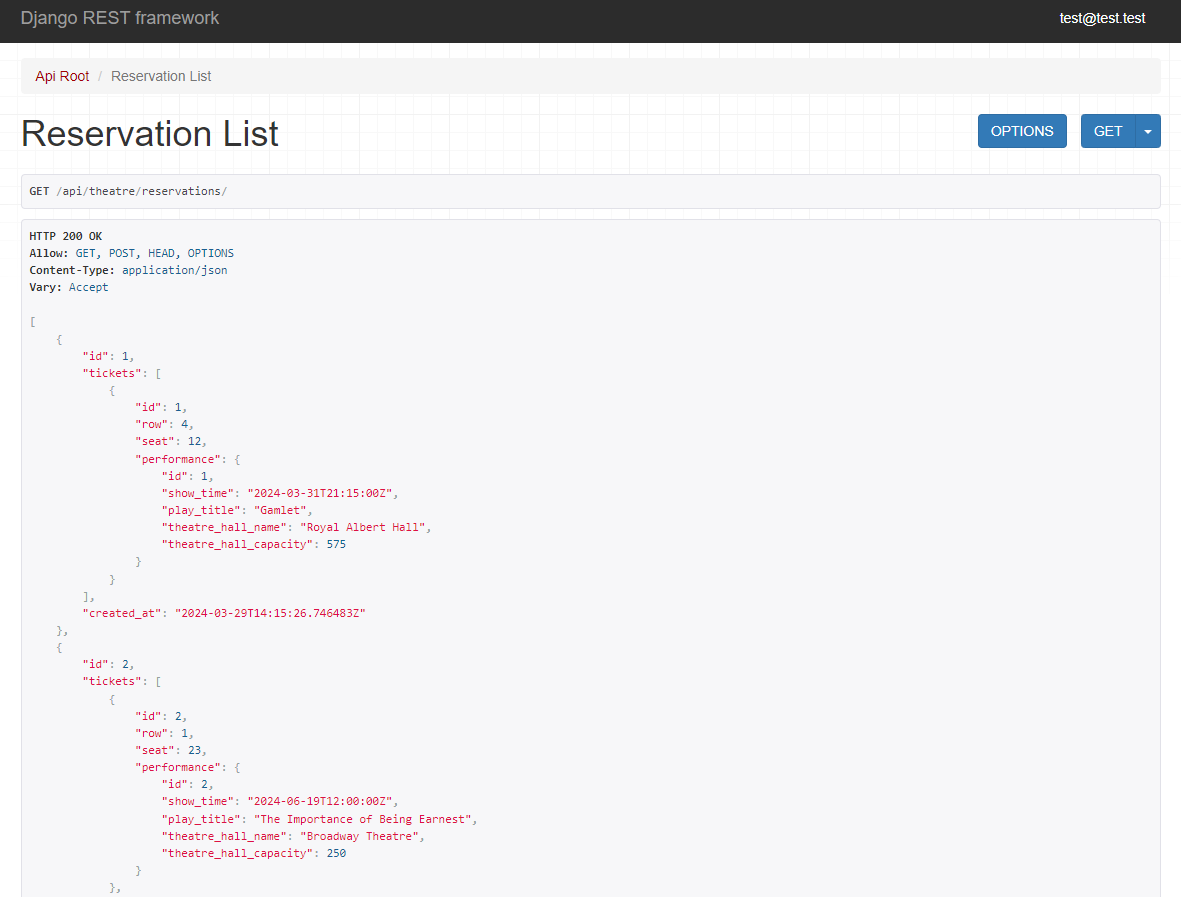 Django REST framework
test@test.test
Api Root / Reservation List
Reservation List
OPTIONS
GET
GET /api/theatre/reservations/
HTTP 200 OK
Allow: GET, POST, HEAD, OPTIONS
Content-Type: application/json
Vary: Accept
[
    {
        "id": 1,
        "tickets": [
            {
                "id": 1,
                "row": 4,
                "seat": 12,
                "performance": {
                    "id": 1,
                    "show_time": "2024-03-31T21:15:00Z",
                    "play_title": "Gamlet",
                    "theatre_hall_name": "Royal Albert Hall",
                    "theatre_hall_capacity": 575
                }
            }
        ],
        "created_at": "2024-03-29T14:15:26.746483Z"
    },
    {
        "id": 2,
        "tickets": [
            {
                "id": 2,
                "row": 1,
                "seat": 23,
                "performance": {
                    "id": 2,
                    "show_time": "2024-06-19T12:00:00Z",
                    "play_title": "The Importance of Being Earnest",
                    "theatre_hall_name": "Broadway Theatre",
                    "theatre_hall_capacity": 250
                }
            },